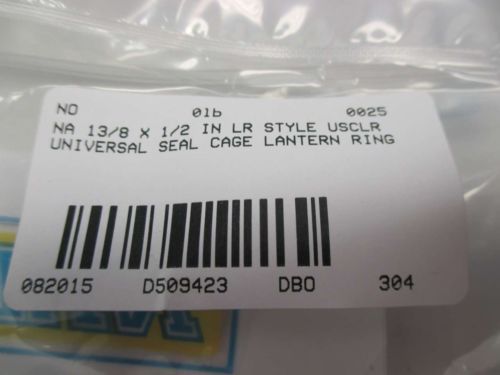 NO 01b 0025
NA 13/8 X 1/2 IN LR STYLE USCLR
UNIVERSAL SEAL CAGE LANTERN RING
082015 D509423 DBO 304